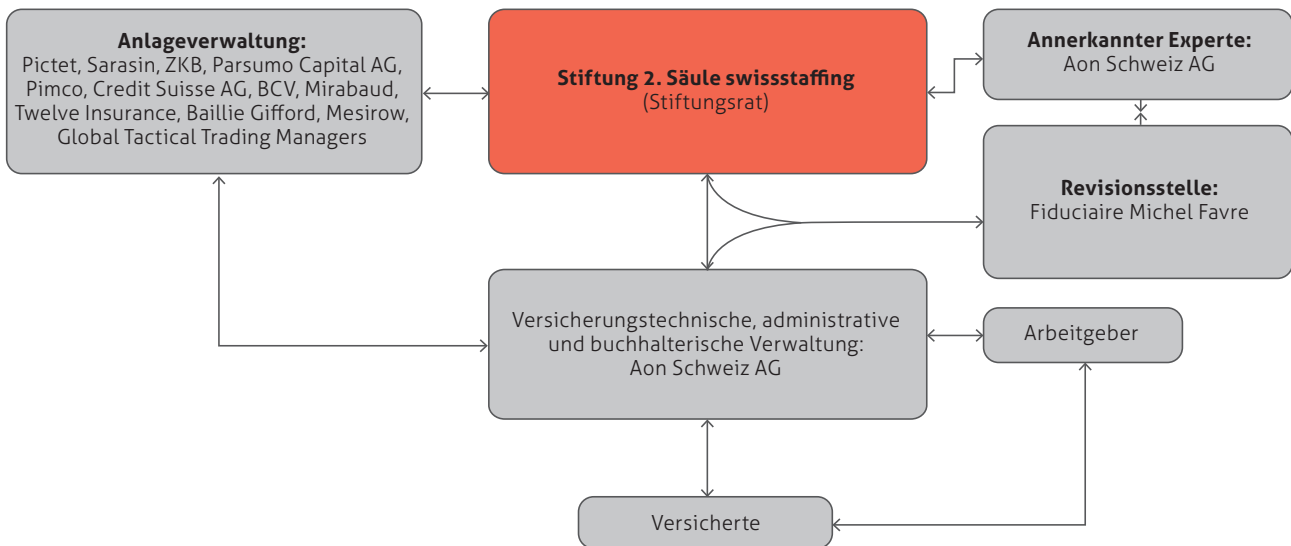 Anlageverwaltung:
Pictet, Sarasin, ZKB, Parsumo Capital AG,
Pimco, Credit Suisse AG, BCV, Mirabaud,
Twelve Insurance, Baillie Gifford, Mesirow,
Global Tactical Trading Managers
Stiftung 2. Säule swissstaffing
(Stiftungsrat)
Annerkannter Experte:
Aon Schweiz AG
Revisionsstelle:
Fiduciaire Michel Favre
Versicherungstechnische, administrative
und buchhalterische Verwaltung:
Aon Schweiz AG
Arbeitgeber
Versicherte